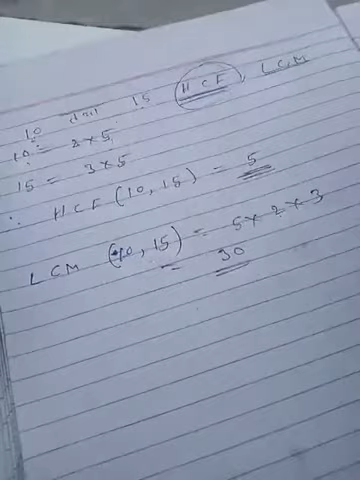 10 तथा 15 HCF, LCM
10 = 2 × 5
15 = 3 × 5
∴ HCF (10, 15) = 5
LCM (10, 15) = 5 × 2 × 3
= 30